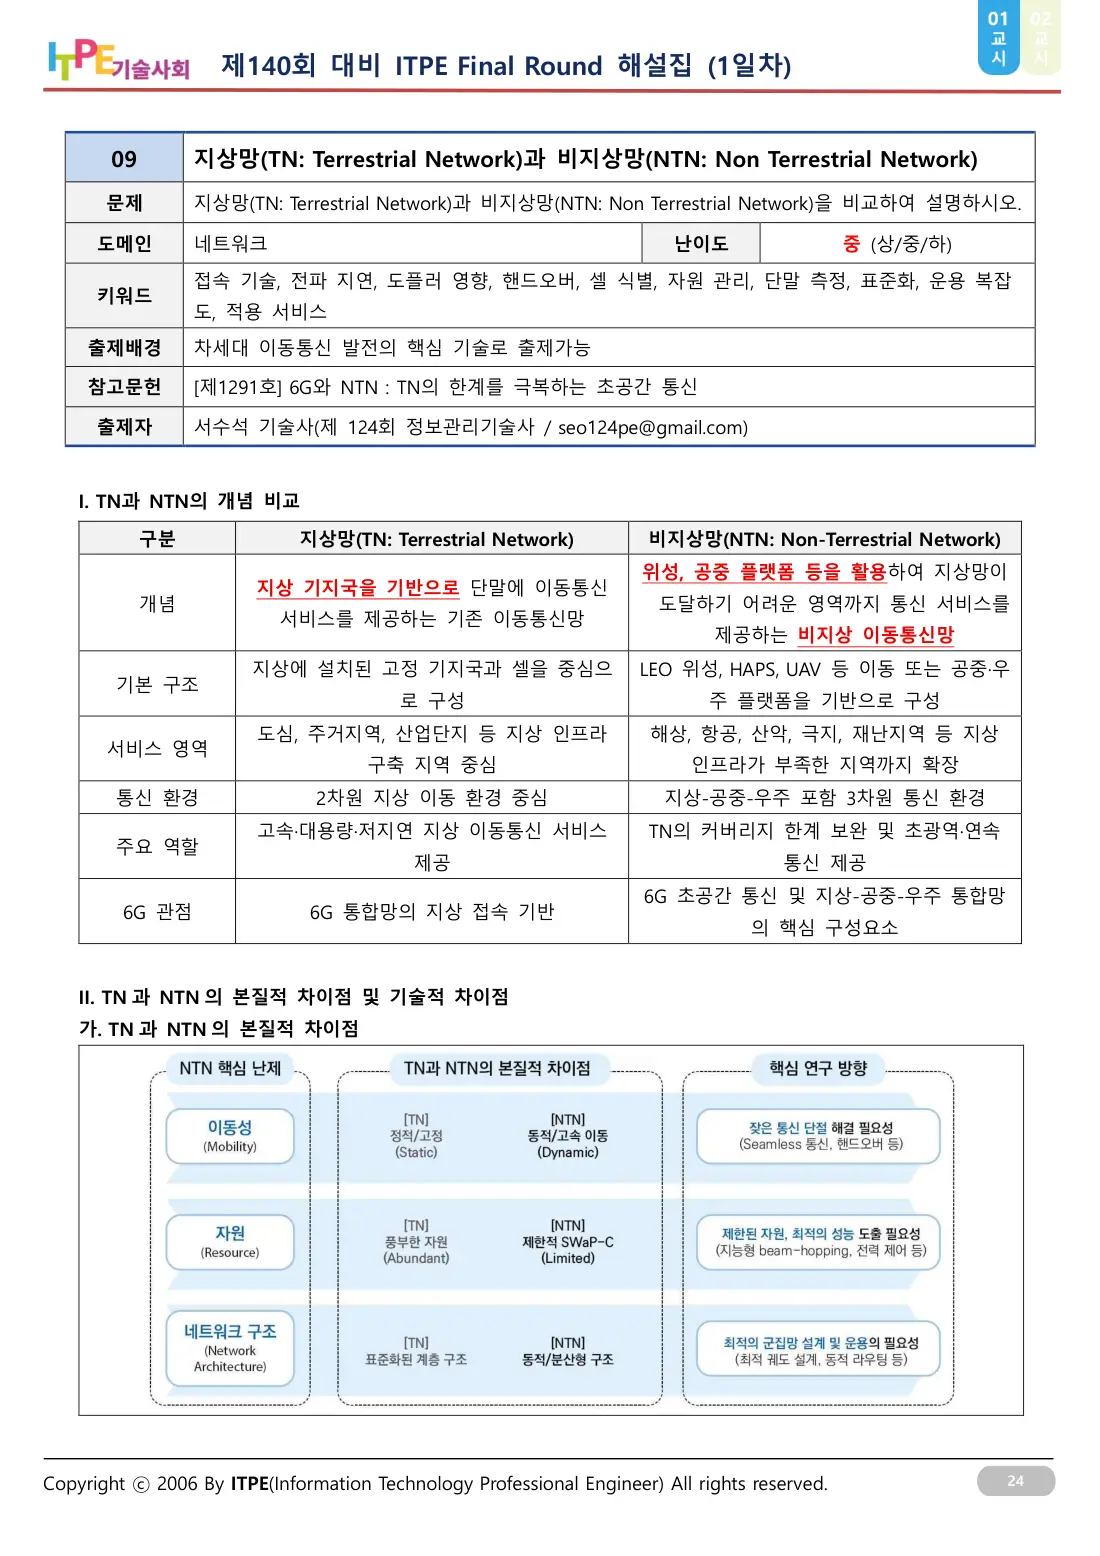 01
교
시
02
교
시
ITPE기술사회 제140회 대비 ITPE Final Round 해설집 (1일차)
09 지상망(TN: Terrestrial Network)과 비지상망(NTN: Non Terrestrial Network)
문제 지상망(TN: Terrestrial Network)과 비지상망(NTN: Non Terrestrial Network)을 비교하여 설명하시오.
도메인 네트워크 난이도 중 (상/중/하)
키워드 접속 기술, 전파 지연, 도플러 영향, 핸드오버, 셀 식별, 자원 관리, 단말 측정, 표준화, 운용 복잡
도, 적용 서비스
출제배경 차세대 이동통신 발전의 핵심 기술로 출제가능
참고문헌 [제1291호] 6G와 NTN : TN의 한계를 극복하는 초공간 통신
출제자 서수석 기술사(제 124회 정보관리기술사 / seo124pe@gmail.com)
I. TN과 NTN의 개념 비교
구분 지상망(TN: Terrestrial Network) 비지상망(NTN: Non-Terrestrial Network)
개념
지상 기지국을 기반으로 단말에 이동통신
서비스를 제공하는 기존 이동통신망
위성, 공중 플랫폼 등을 활용하여 지상망이
도달하기 어려운 영역까지 통신 서비스를
제공하는 비지상 이동통신망
기본 구조
지상에 설치된 고정 기지국과 셀을 중심으
로 구성
LEO 위성, HAPS, UAV 등 이동 또는 공중·우
주 플랫폼을 기반으로 구성
서비스 영역
도심, 주거지역, 산업단지 등 지상 인프라
구축 지역 중심
해상, 항공, 산악, 극지, 재난지역 등 지상
인프라가 부족한 지역까지 확장
통신 환경 2차원 지상 이동 환경 중심 지상-공중-우주 포함 3차원 통신 환경
주요 역할
고속·대용량·저지연 지상 이동통신 서비스
제공
TN의 커버리지 한계 보완 및 초광역·연속
통신 제공
6G 관점
6G 통합망의 지상 접속 기반
6G 초공간 통신 및 지상-공중-우주 통합망
의 핵심 구성요소
II. TN 과 NTN 의 본질적 차이점 및 기술적 차이점
가. TN 과 NTN 의 본질적 차이점
NTN 핵심 난제 TN과 NTN의 본질적 차이점 핵심 연구 방향
이동성
(Mobility)
[TN]
정적/고정
(Static)
[NTN]
동적/고속 이동
(Dynamic)
잦은 통신 단절 해결 필요성
(Seamless 통신, 핸드오버 등)
자원
(Resource)
[TN]
풍부한 자원
(Abundant)
[NTN]
제한적 SWaP-C
(Limited)
제한된 자원, 최적의 성능 도출 필요성
(지능형 beam-hopping, 전력 제어 등)
네트워크 구조
(Network
Architecture)
[TN]
표준화된 계층 구조
[NTN]
동적/분산형 구조
최적의 군집망 설계 및 운용의 필요성
(최적 궤도 설계, 동적 라우팅 등)
Copyright ⓒ 2006 By ITPE(Information Technology Professional Engineer) All rights reserved.
24